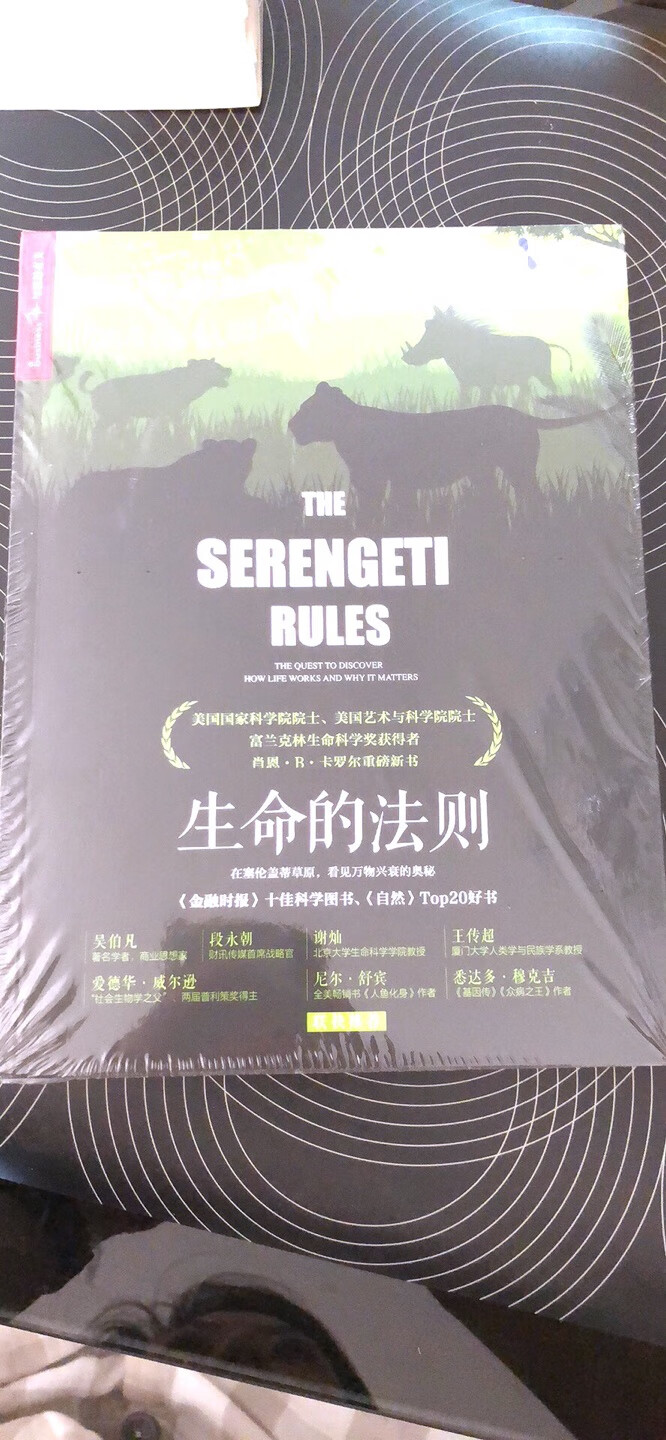 THE
SERENGETI
RULES
THE QUEST TO DISCOVER
HOW LIFE WORKS AND WHY IT MATTERS
美国国家科学院院士、美国艺术与科学院院士
富兰克林生命科学奖获得者
肖恩·B·卡罗尔重磅新书
生命的法则
在塞伦盖蒂草原，看见万物兴衰的奥秘
《金融时报》十佳科学图书、《自然》Top20好书
吴伯凡 段永朝 谢灿 王传超
著名学者，商业思想家 财讯传媒首席战略官 北京大学生命科学学院教授 厦门大学人类学与民族学系教授
爱德华·威尔逊 尼尔·舒宾 悉达多·穆克吉
“社会生物学之父” 两届普利策奖得主 全美畅销书《人鱼化身》作者 《基因传》《众病之王》作者